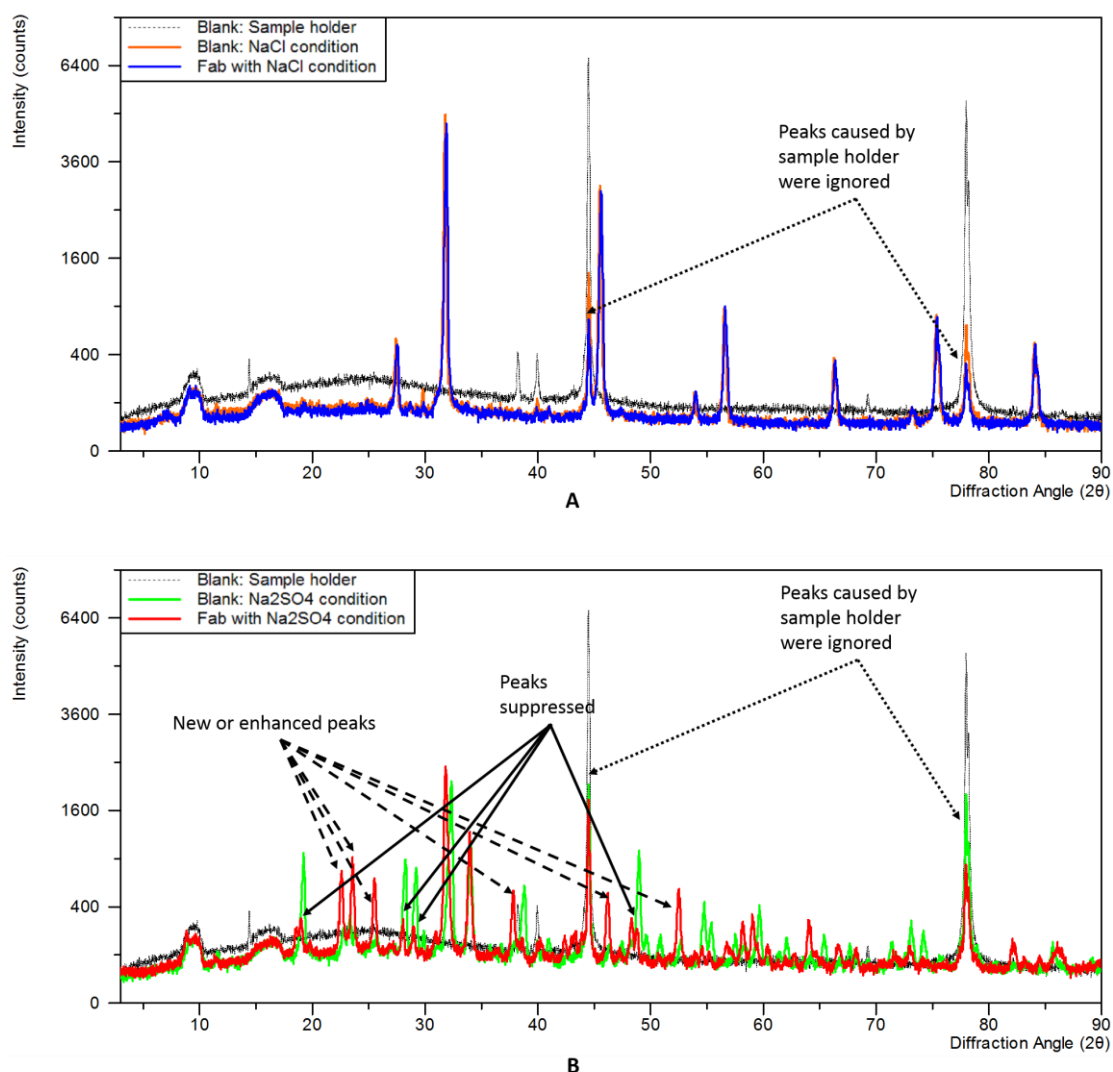 Intensity (counts)
Blank: Sample holder
Blank: NaCl condition
Fab with NaCl condition
6400
3600
1600
400
0
Peaks caused by
sample holder
were ignored
10 20 30 40 50 60 70 80 90
Diffraction Angle (2θ)
A
Intensity (counts)
Blank: Sample holder
Blank: Na2SO4 condition
Fab with Na2SO4 condition
6400
3600
1600
400
0
Peaks caused by
sample holder
were ignored
Peaks
suppressed
New or enhanced peaks
10 20 30 40 50 60 70 80 90
Diffraction Angle (2θ)
B